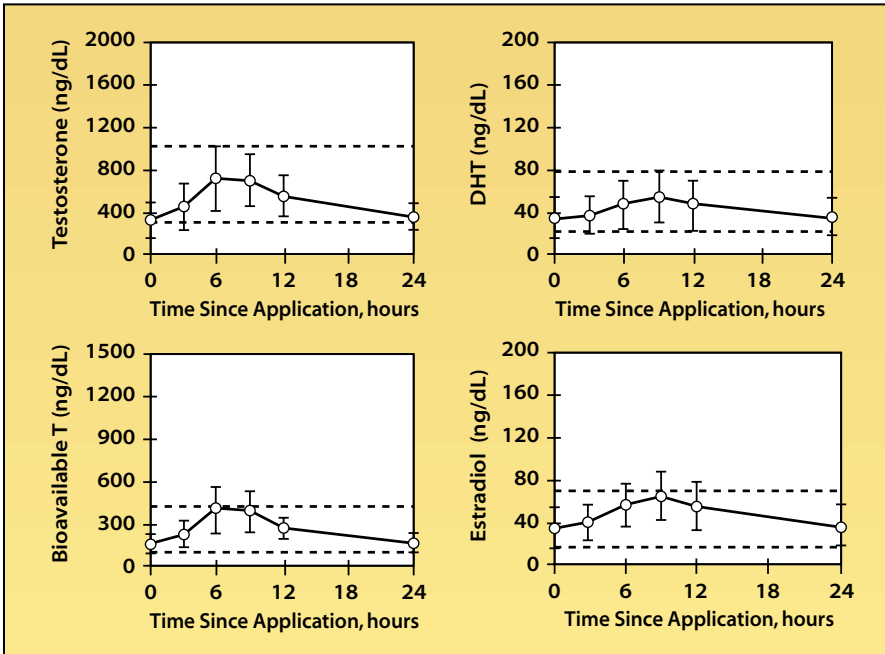 Testosterone (ng/dL)
2000
1600
1200
1000
800
400
0
0 6 12 18 24
Time Since Application, hours
DHT (ng/dL)
200
160
120
80
40
0
0 6 12 18 24
Time Since Application, hours
Bioavailable T (ng/dL)
1500
1200
900
600
300
0
0 6 12 18 24
Time Since Application, hours
Estradiol (ng/dL)
200
160
120
80
40
0
0 6 12 18 24
Time Since Application, hours